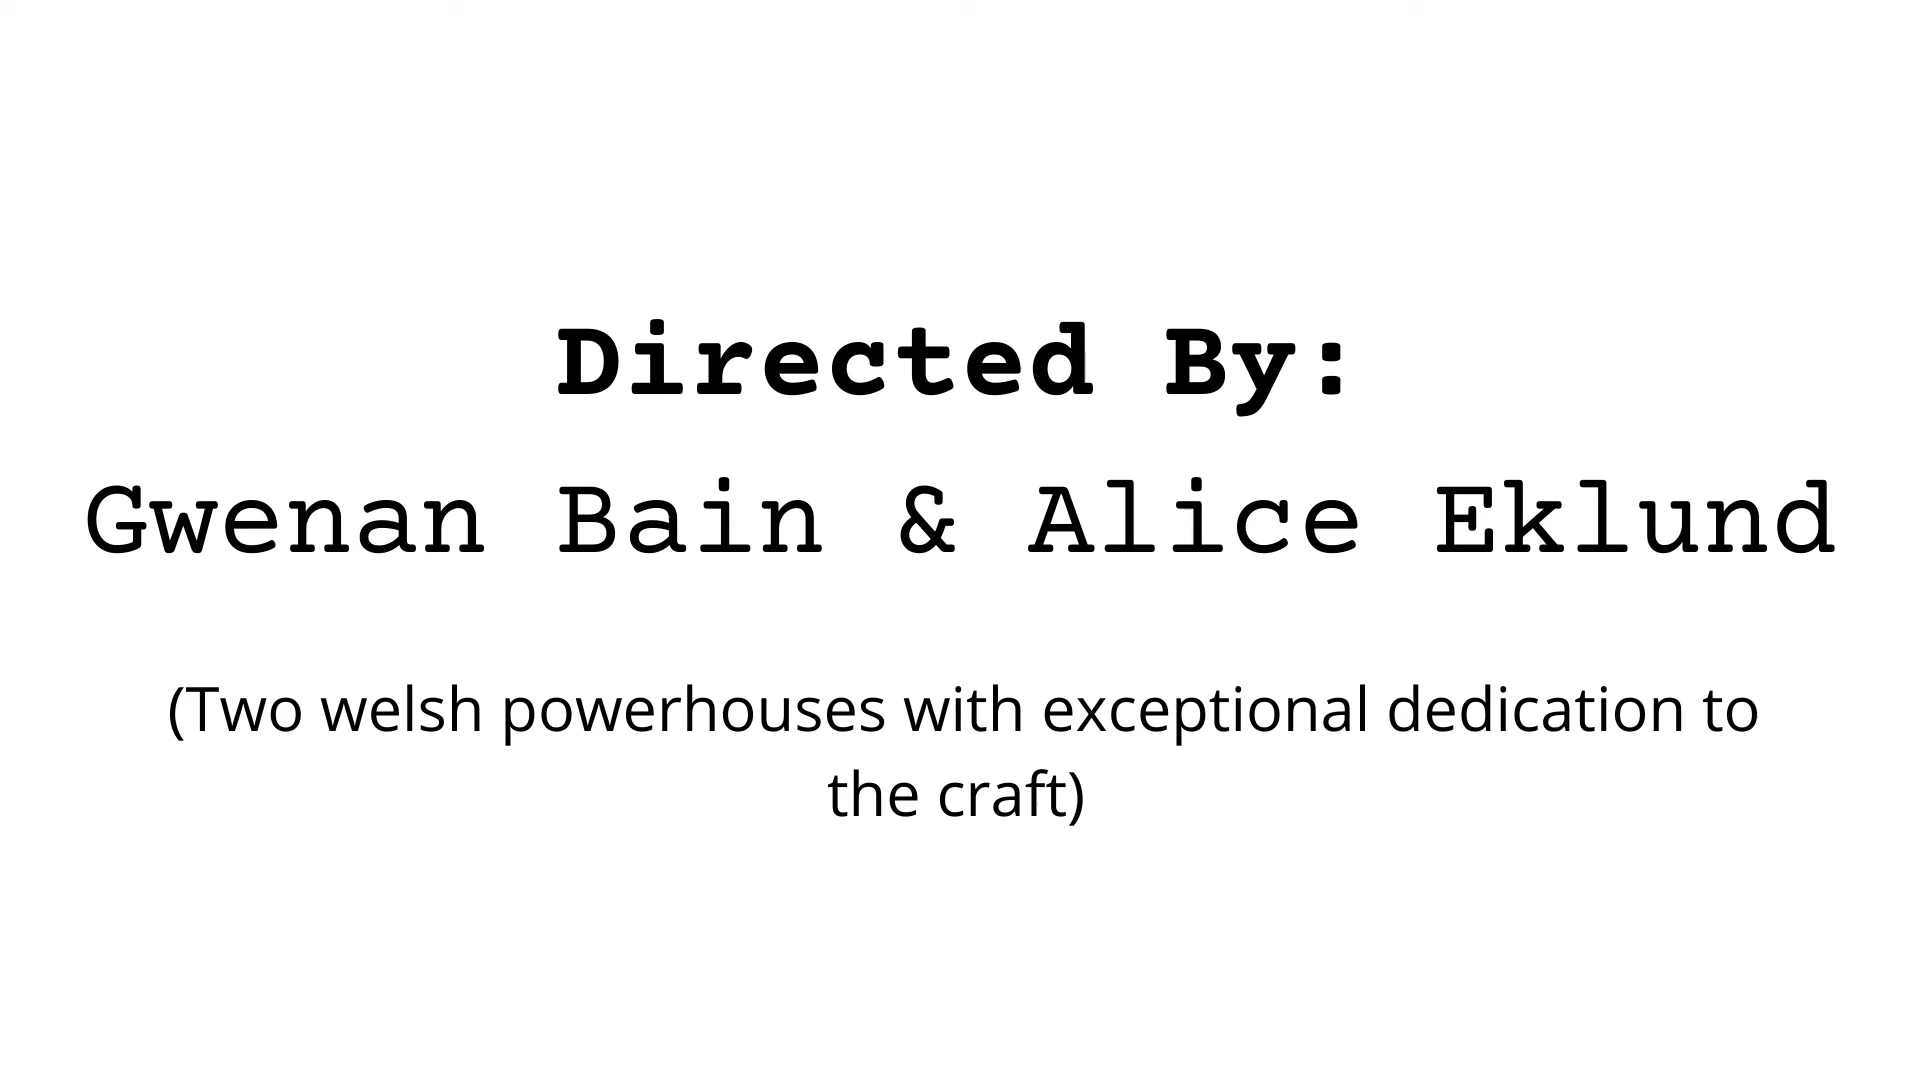 Directed By:
Gwenan Bain & Alice Eklund
(Two welsh powerhouses with exceptional dedication to
the craft)